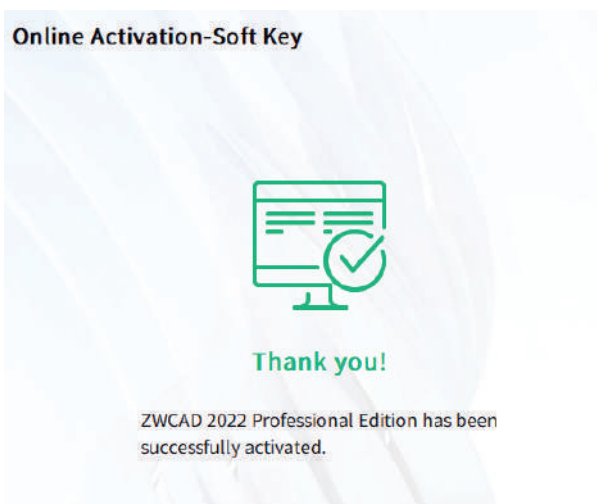 Online Activation-Soft Key
Thank you!
ZWCAD 2022 Professional Edition has been
successfully activated.